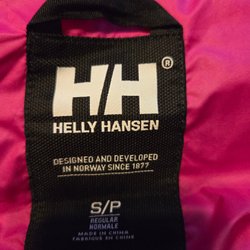 HH®
HELLY HANSEN
DESIGNED AND DEVELOPED
IN NORWAY SINCE 1877
S/P
REGULAR
NORMALE
MADE IN CHINA
FABRIQUÉ EN CHINE